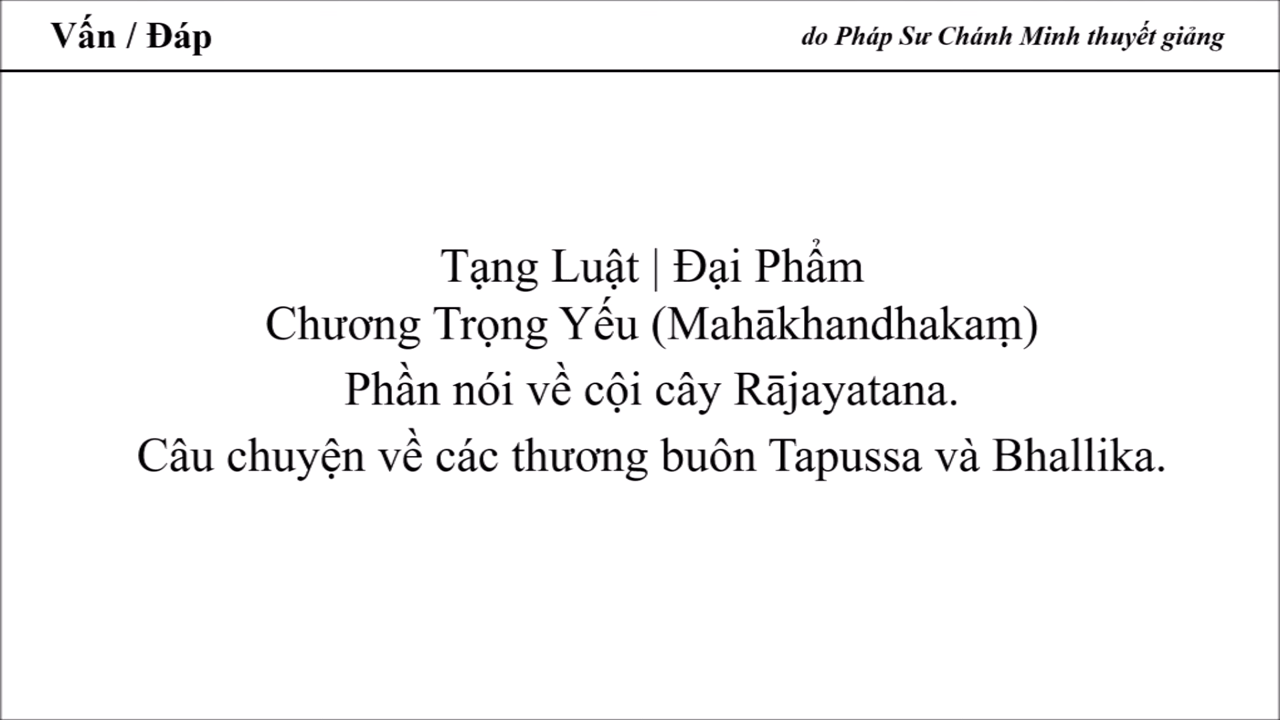 Vấn / Đáp
do Pháp Sư Chánh Minh thuyết giảng
Tạng Luật | Đại Phẩm
Chương Trọng Yếu (Mahākhandhakaṃ)
Phần nói về cội cây Rājayatana.
Câu chuyện về các thương buôn Tapussa và Bhallika.